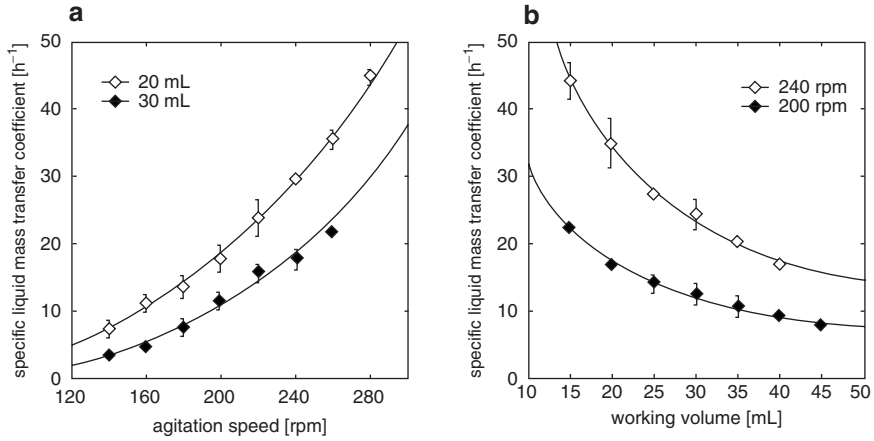 a
specific liquid mass transfer coefficient [h⁻¹]
50
40
30
20
10
0
20 mL
30 mL
120 160 200 240 280
agitation speed [rpm]
b
specific liquid mass transfer coefficient [h⁻¹]
50
40
30
20
10
0
240 rpm
200 rpm
10 15 20 25 30 35 40 45 50
working volume [mL]